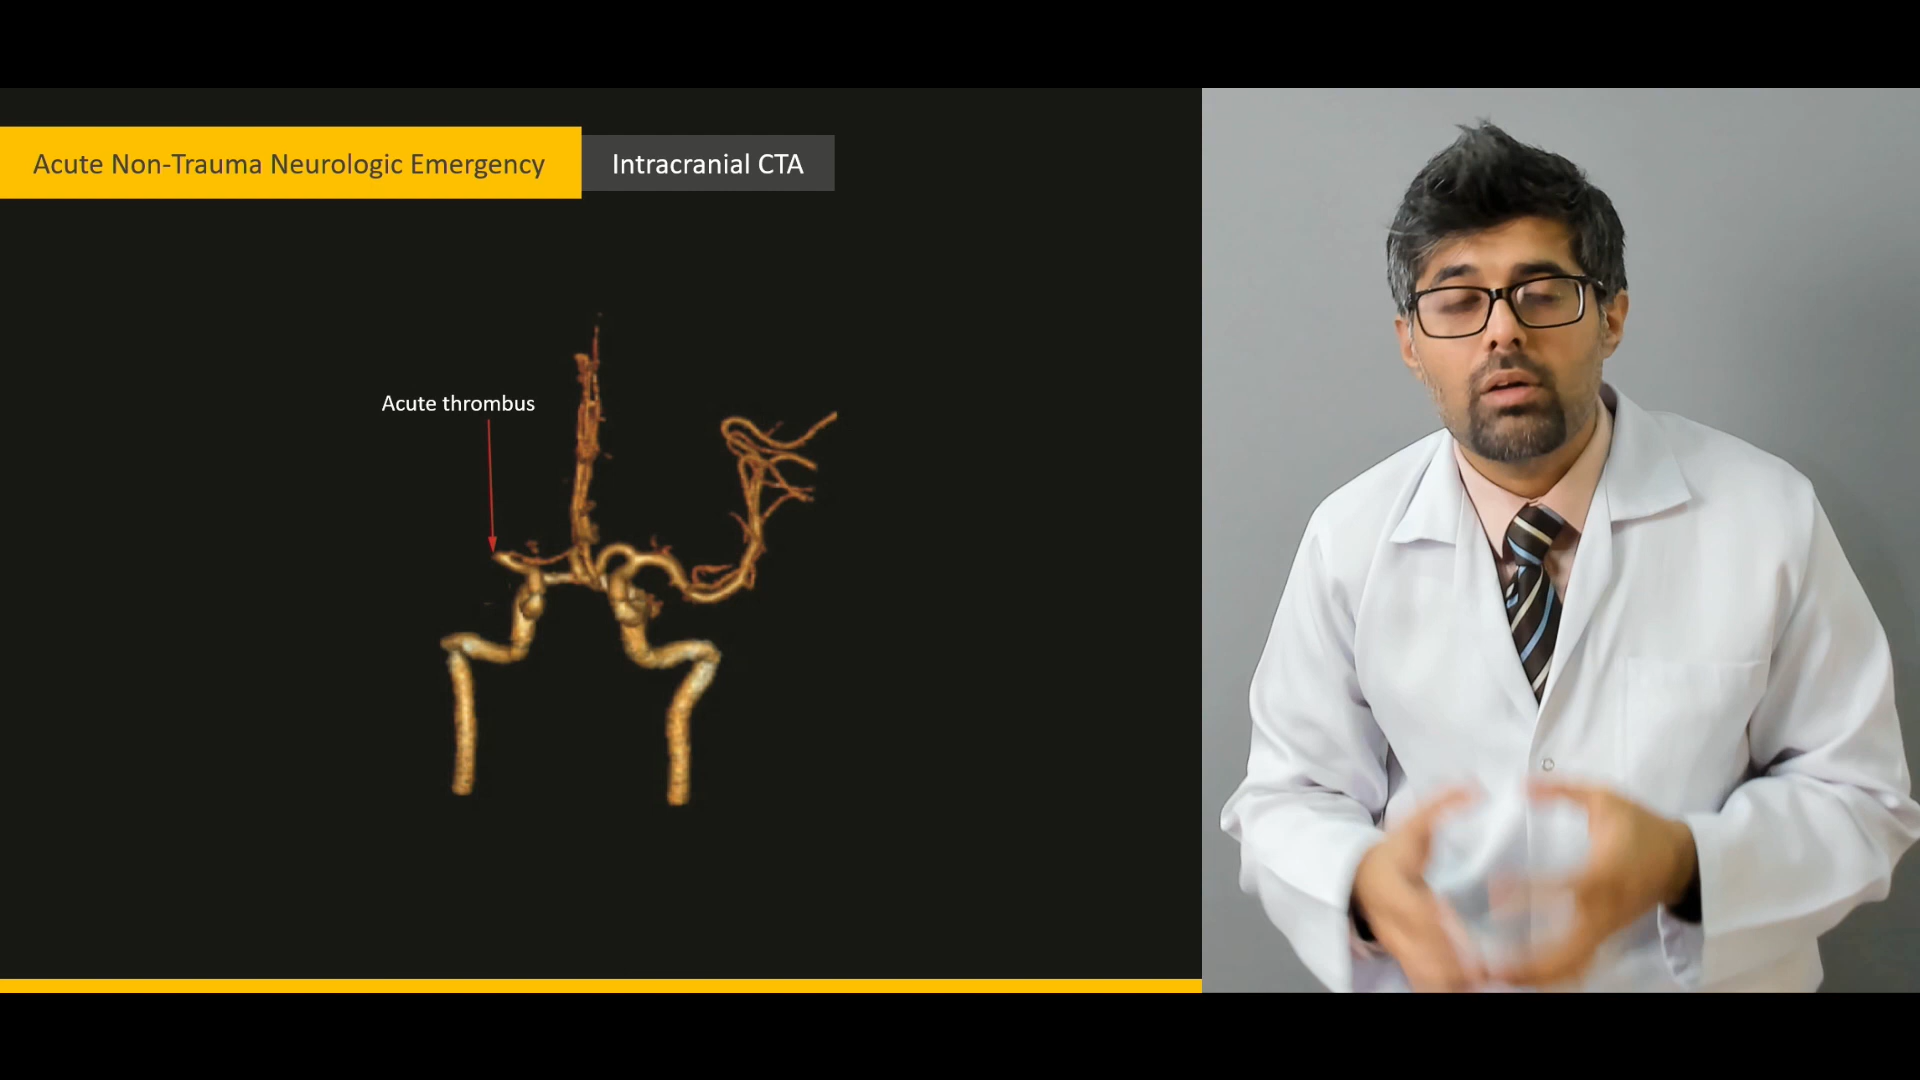 Acute Non-Trauma Neurologic Emergency
Intracranial CTA
Acute thrombus